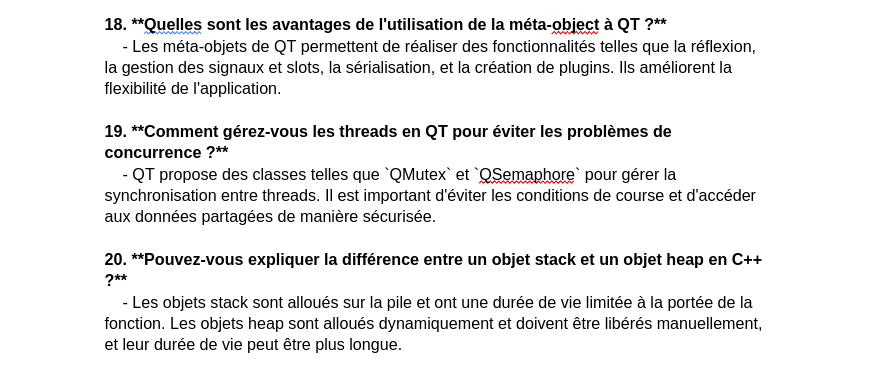 18. **Quelles sont les avantages de l'utilisation de la méta-object à QT ?**
- Les méta-objets de QT permettent de réaliser des fonctionnalités telles que la réflexion,
la gestion des signaux et slots, la sérialisation, et la création de plugins. Ils améliorent la
flexibilité de l'application.
19. **Comment gérez-vous les threads en QT pour éviter les problèmes de
concurrence ?**
- QT propose des classes telles que `QMutex` et `QSemaphore` pour gérer la
synchronisation entre threads. Il est important d'éviter les conditions de course et d'accéder
aux données partagées de manière sécurisée.
20. **Pouvez-vous expliquer la différence entre un objet stack et un objet heap en C++
?**
- Les objets stack sont alloués sur la pile et ont une durée de vie limitée à la portée de la
fonction. Les objets heap sont alloués dynamiquement et doivent être libérés manuellement,
et leur durée de vie peut être plus longue.